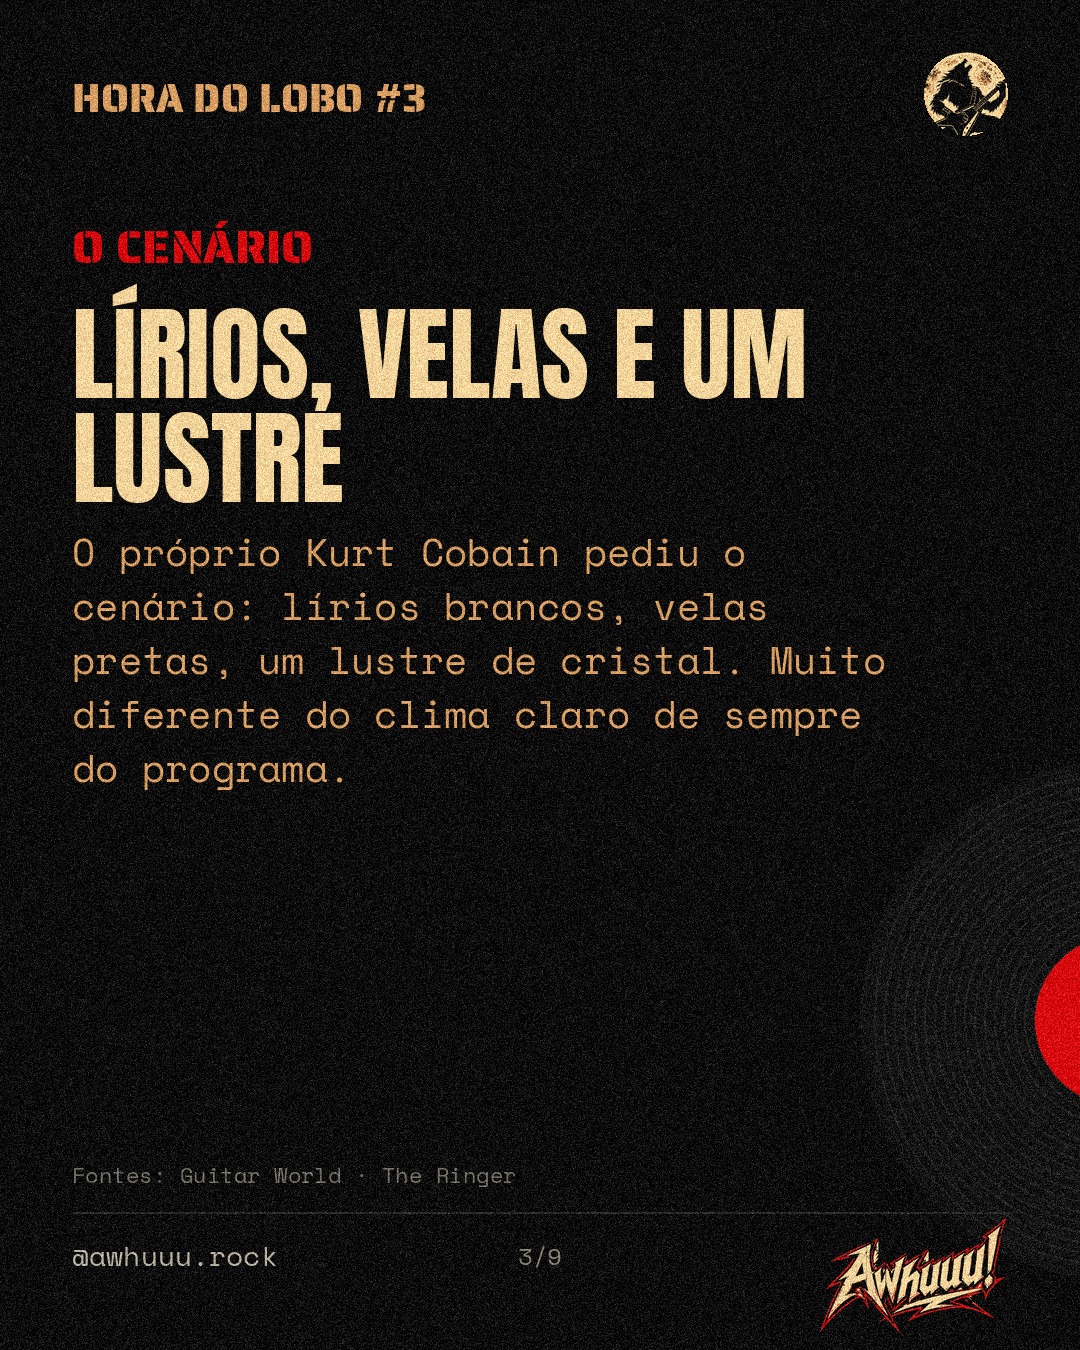 HORA DO LOBO #3
O CENÁRIO
LÍRIOS, VELAS E UM
LUSTRE
O próprio Kurt Cobain pediu o
cenário: lírios brancos, velas
pretas, um lustre de cristal. Muito
diferente do clima claro de sempre
do programa.
Fontes: Guitar World · The Ringer
@awhuuu.rock
3/9
Awhuuu!